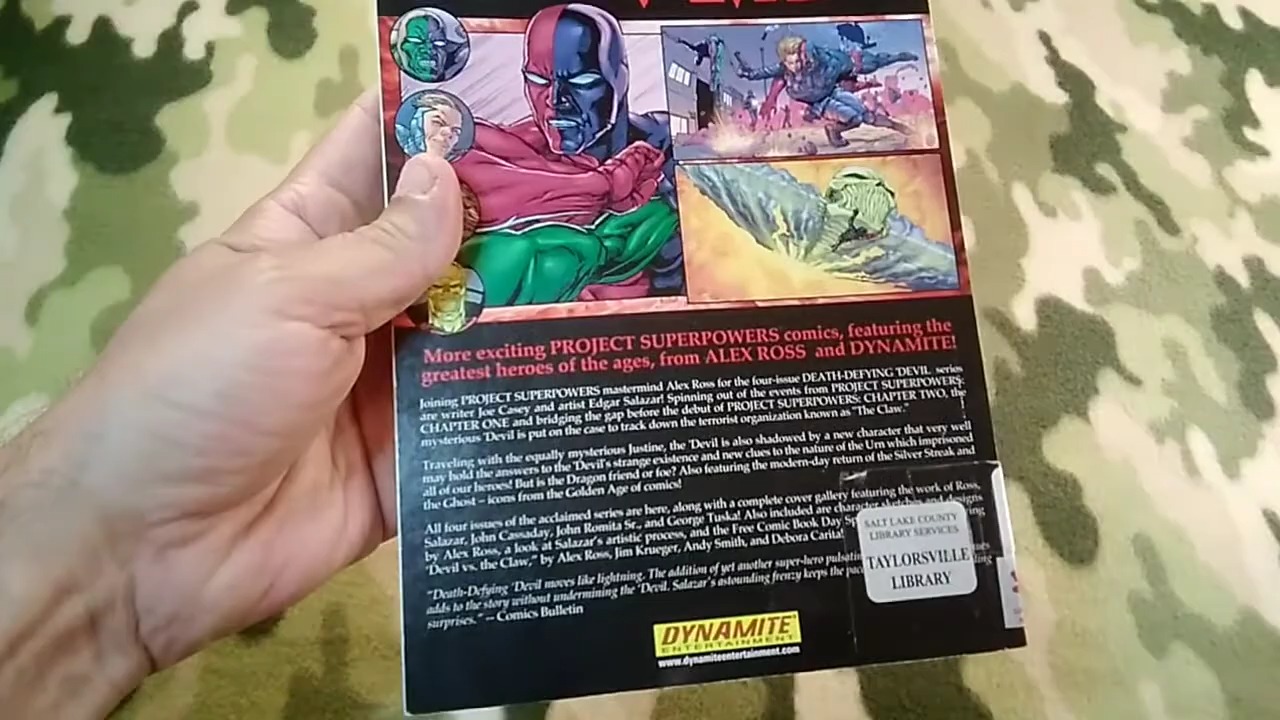 More exciting PROJECT SUPERPOWERS comics, featuring the
greatest heroes of the ages, from ALEX ROSS and DYNAMITE!
Joining PROJECT SUPERPOWERS mastermind Alex Ross for the four-issue DEATH-DEFYING 'DEVIL series
are writer Joe Casey and artist Edgar Salazar! Spinning out of the events from PROJECT SUPERPOWERS:
CHAPTER ONE and bridging the gap before the debut of PROJECT SUPERPOWERS: CHAPTER TWO, the
mysterious 'Devil is put on the case to track down the terrorist organization known as "The Claw."
Traveling with the equally mysterious Justine, the 'Devil is also shadowed by a new character that very well
may hold the answers to the 'Devil's strange existence and new clues to the nature of the Urn which imprisoned
all of our heroes! But is the Dragon friend or foe? Also featuring the modern-day return of the Silver Streak and
the Ghost – icons from the Golden Age of comics!
All four issues of the acclaimed series are here, along with a complete cover gallery featuring the work of Ross,
Salazar, John Cassaday, John Romita Sr., and George Tuska! Also included are character sketches and designs
by Alex Ross, a look at Salazar's artistic process, and the Free Comic Book Day
'Devil vs. the Claw," by Alex Ross, Jim Krueger, Andy Smith, and Debora Carita!
"Death-Defying 'Devil moves like lightning. The addition of yet another super-hero
adds to the story without undermining the 'Devil. Salazar's astounding frenzy keeps the
surprises." – Comics Bulletin
SALT LAKE COUNTY
LIBRARY SERVICES
TAYLORSVILLE
LIBRARY
DYNAMITE
ENTERTAINMENT
www.dynamiteentertainment.com